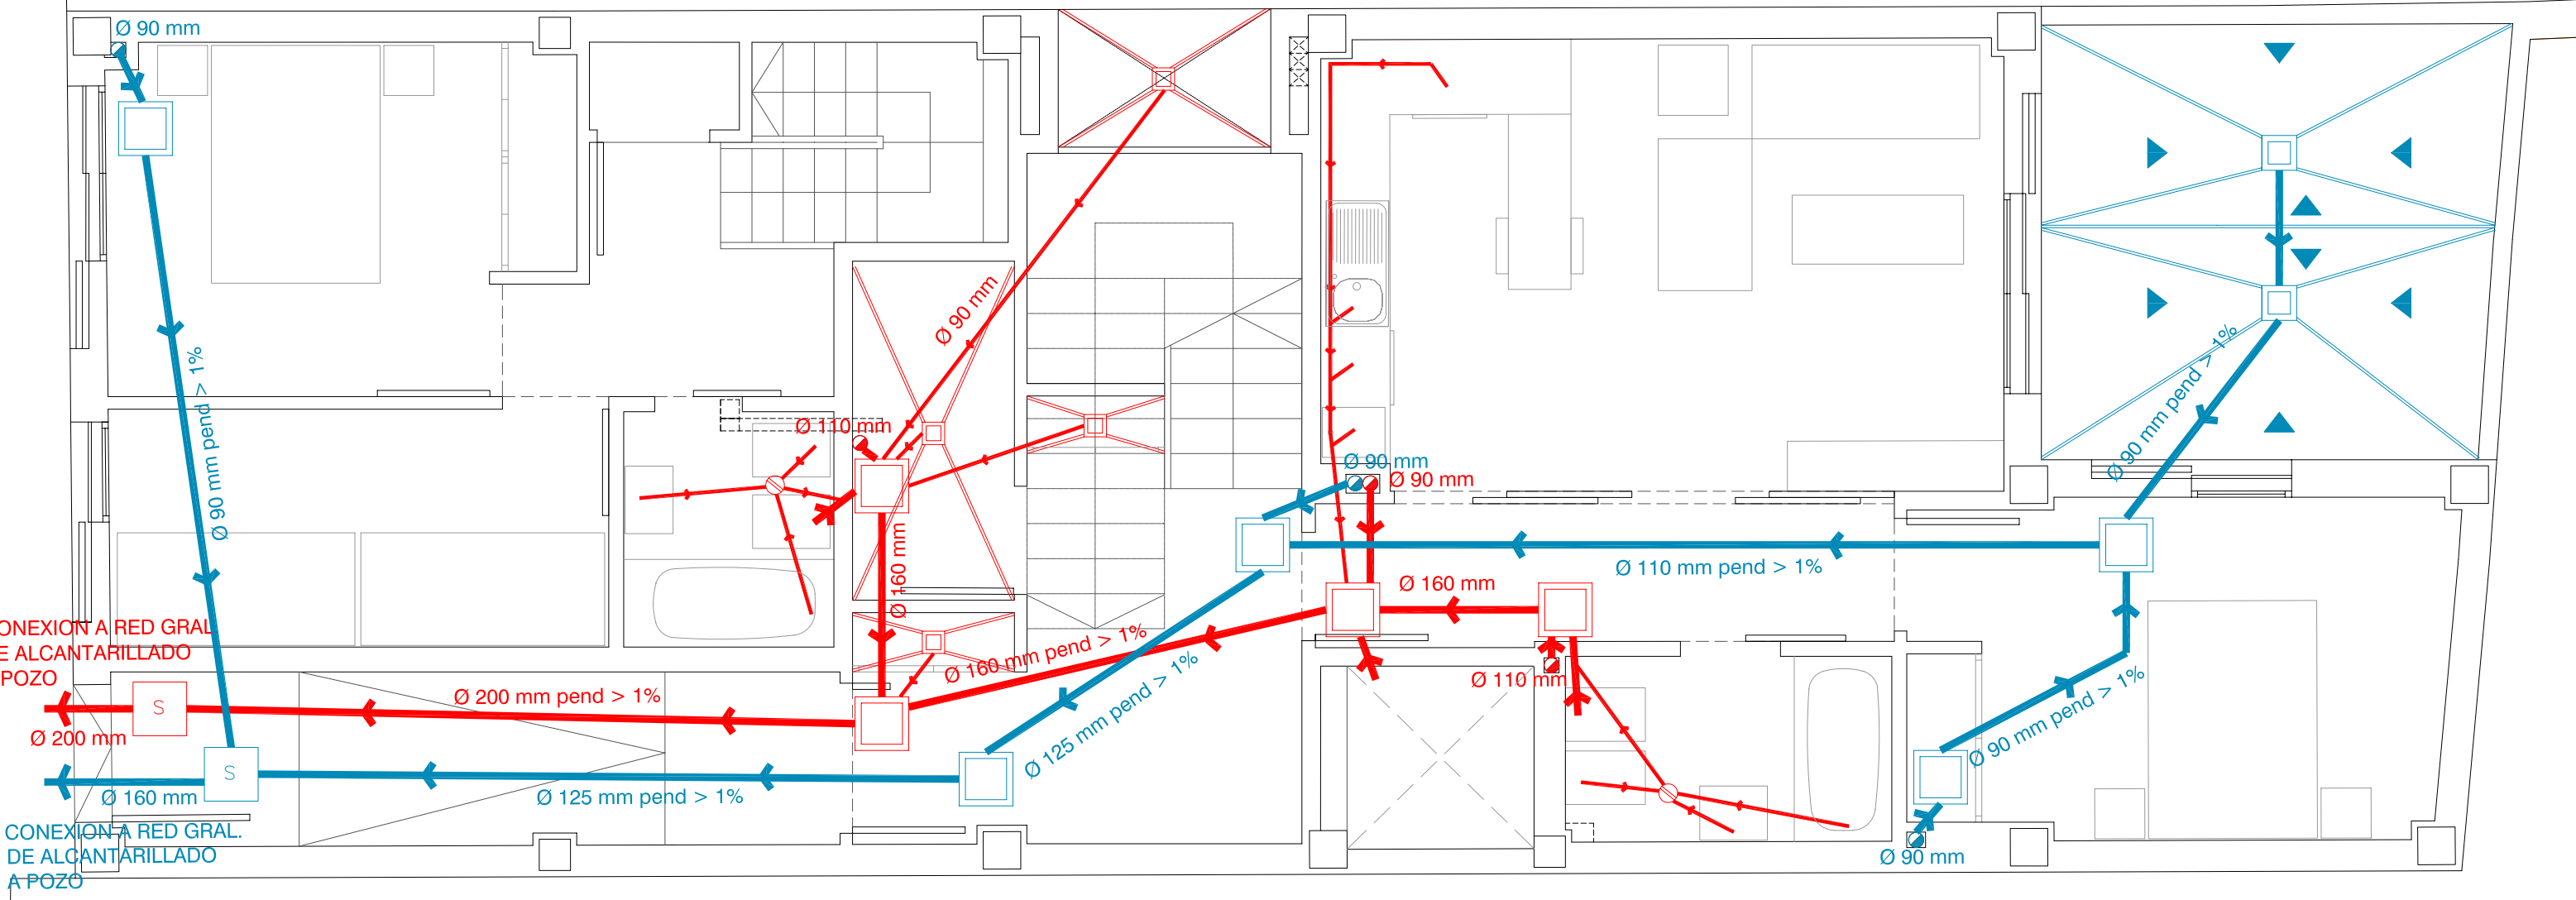 Ø 90 mm
Ø 90 mm pend > 1%
Ø 110 mm
Ø 90 mm
Ø 160 mm
Ø 90 mm
Ø 90 mm
Ø 90 mm pend > 1%
Ø 110 mm pend > 1%
Ø 160 mm
Ø 160 mm pend > 1%
Ø 125 mm pend > 1%
Ø 110 mm
Ø 90 mm pend > 1%
Ø 90 mm
ONEXION A RED GRAL
E ALCANTARILLADO
POZO
S
Ø 200 mm pend > 1%
Ø 200 mm
S
Ø 125 mm pend > 1%
Ø 160 mm
CONEXION A RED GRAL.
DE ALCANTARILLADO
A POZO